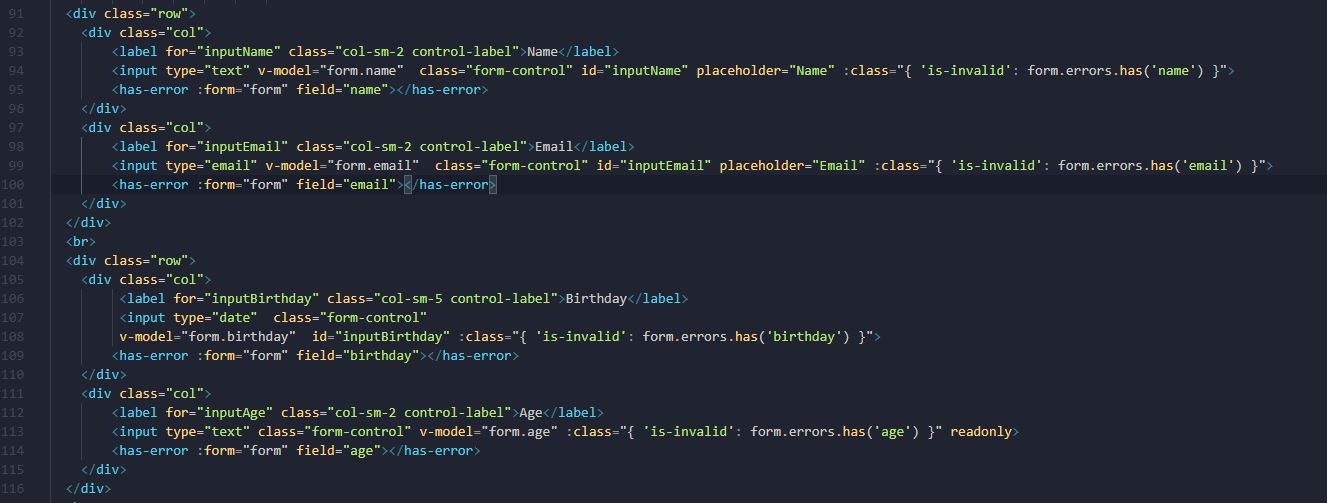 91 <div class="row">
92 <div class="col">
93 <label for="inputName" class="col-sm-2 control-label">Name</label>
94 <input type="text" v-model="form.name"  class="form-control" id="inputName" placeholder="Name" :class="{ 'is-invalid': form.errors.has('name') }">
95 <has-error :form="form" field="name"></has-error>
96 </div>
97 <div class="col">
98 <label for="inputEmail" class="col-sm-2 control-label">Email</label>
99 <input type="email" v-model="form.email"  class="form-control" id="inputEmail" placeholder="Email" :class="{ 'is-invalid': form.errors.has('email') }">
100 <has-error :form="form" field="email"></has-error>
101 </div>
102 </div>
103 <br>
104 <div class="row">
105 <div class="col">
106 <label for="inputBirthday" class="col-sm-5 control-label">Birthday</label>
107 <input type="date"  class="form-control"
108 v-model="form.birthday"  id="inputBirthday" :class="{ 'is-invalid': form.errors.has('birthday') }">
109 <has-error :form="form" field="birthday"></has-error>
110 </div>
111 <div class="col">
112 <label for="inputAge" class="col-sm-2 control-label">Age</label>
113 <input type="text" class="form-control" v-model="form.age" :class="{ 'is-invalid': form.errors.has('age') }" readonly>
114 <has-error :form="form" field="age"></has-error>
115 </div>
116 </div>